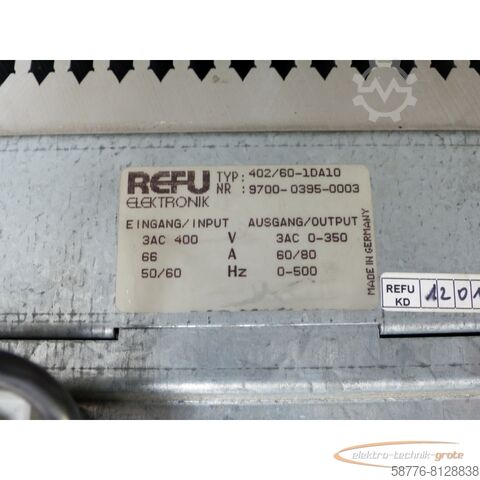 REFU
ELEKTRONIK
TYP: 402/60-1DA10
NR : 9700-0395-0003
EINGANG/INPUT AUSGANG/OUTPUT
3AC 400 V 3AC 0-350
66 A 60/80
50/60 Hz 0-500
MADE IN GERMANY
REFU
KD
1201
elektro-technik-grote
58776-8128838